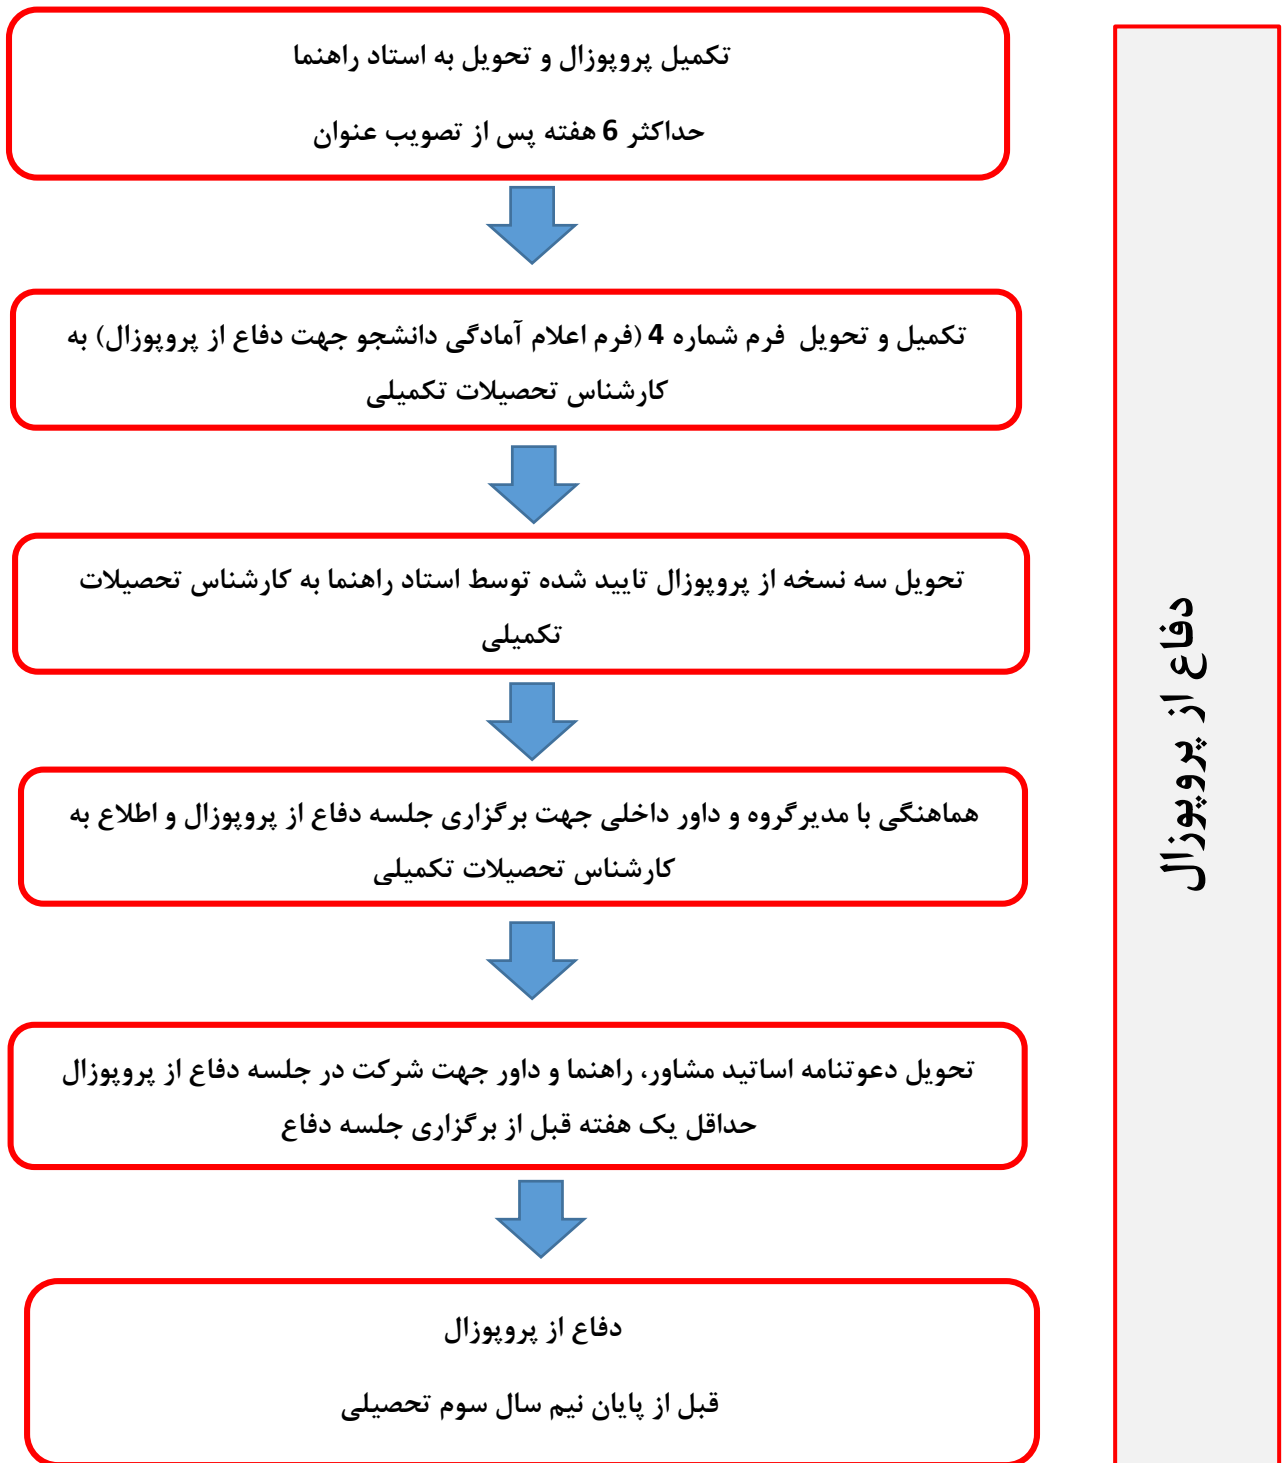 تکمیل پروپوزال و تحویل به استاد راهنما
حداکثر 6 هفته پس از تصویب عنوان
تکمیل و تحویل فرم شماره 4 (فرم اعلام آمادگی دانشجو جهت دفاع از پروپوزال) به
کارشناس تحصیلات تکمیلی
تحویل سه نسخه از پروپوزال تایید شده توسط استاد راهنما به کارشناس تحصیلات
تکمیلی
هماهنگی با مدیرگروه و داور داخلی جهت برگزاری جلسه دفاع از پروپوزال و اطلاع به
کارشناس تحصیلات تکمیلی
تحویل دعوتنامه اساتید مشاور، راهنما و داور جهت شرکت در جلسه دفاع از پروپوزال
حداقل یک هفته قبل از برگزاری جلسه دفاع
دفاع از پروپوزال
قبل از پایان نیم سال سوم تحصیلی
دفاع از پروپوزال